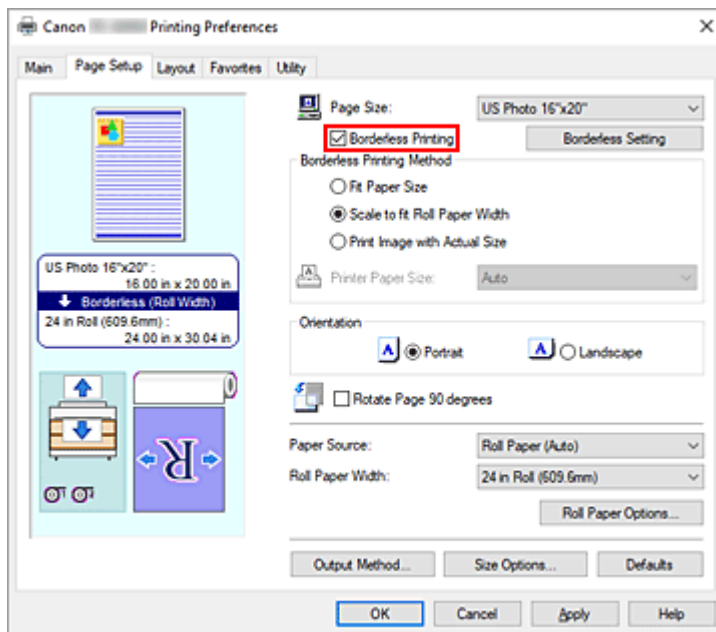 Canon Printing Preferences
Main Page Setup Layout Favorites Utility
Page Size: US Photo 16"x20"
Borderless Printing Borderless Setting
Borderless Printing Method
Fit Paper Size
Scale to fit Roll Paper Width
Print Image with Actual Size
Printer Paper Size: Auto
US Photo 16"x20" :
16.00 in x 20.00 in
Borderless (Roll Width)
24 in Roll (609.6mm) :
24.00 in x 30.04 in
Orientation
A Portrait A Landscape
Rotate Page 90 degrees
R
Paper Source: Roll Paper (Auto)
Roll Paper Width: 24 in Roll (609.6mm)
Roll Paper Options...
Output Method... Size Options... Defaults
OK Cancel Apply Help